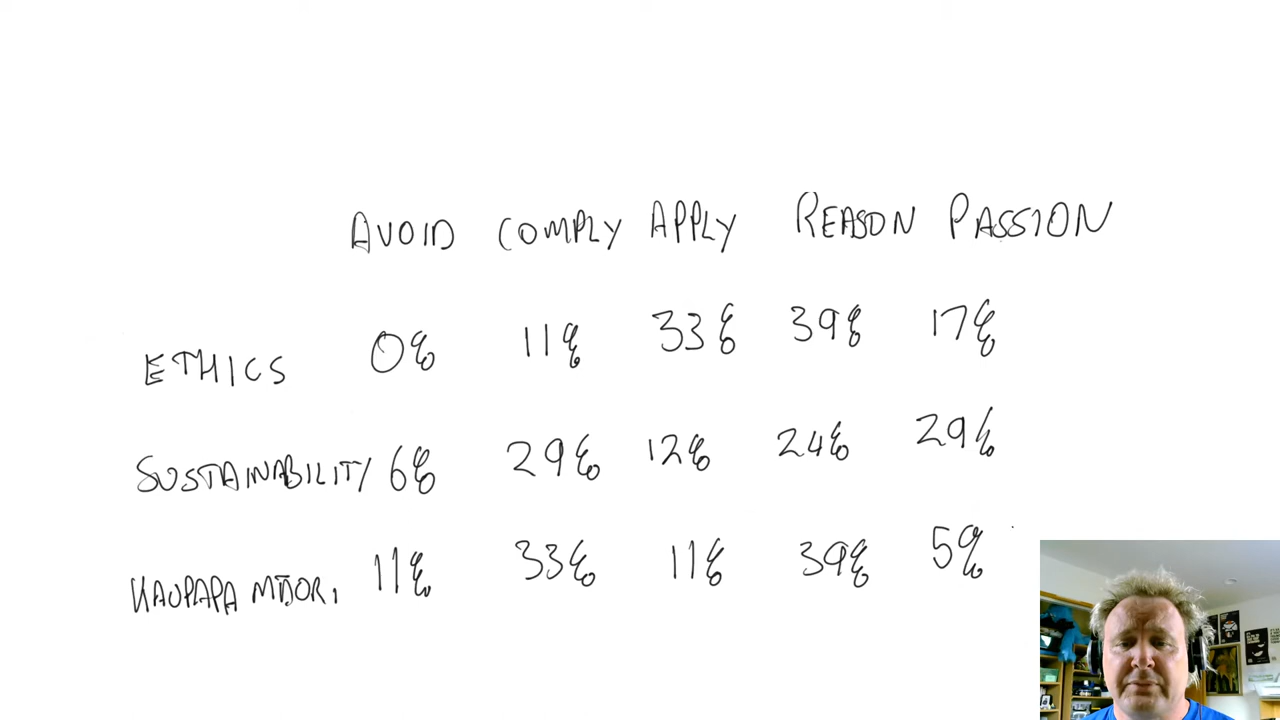 AVOID COMPLY APPLY REASON PASSION
ETHICS 0% 11% 33% 39% 17%
SUSTAINABILITY 6% 29% 12% 24% 29%
KAUPAPA MĀORI 11% 33% 11% 39% 5%